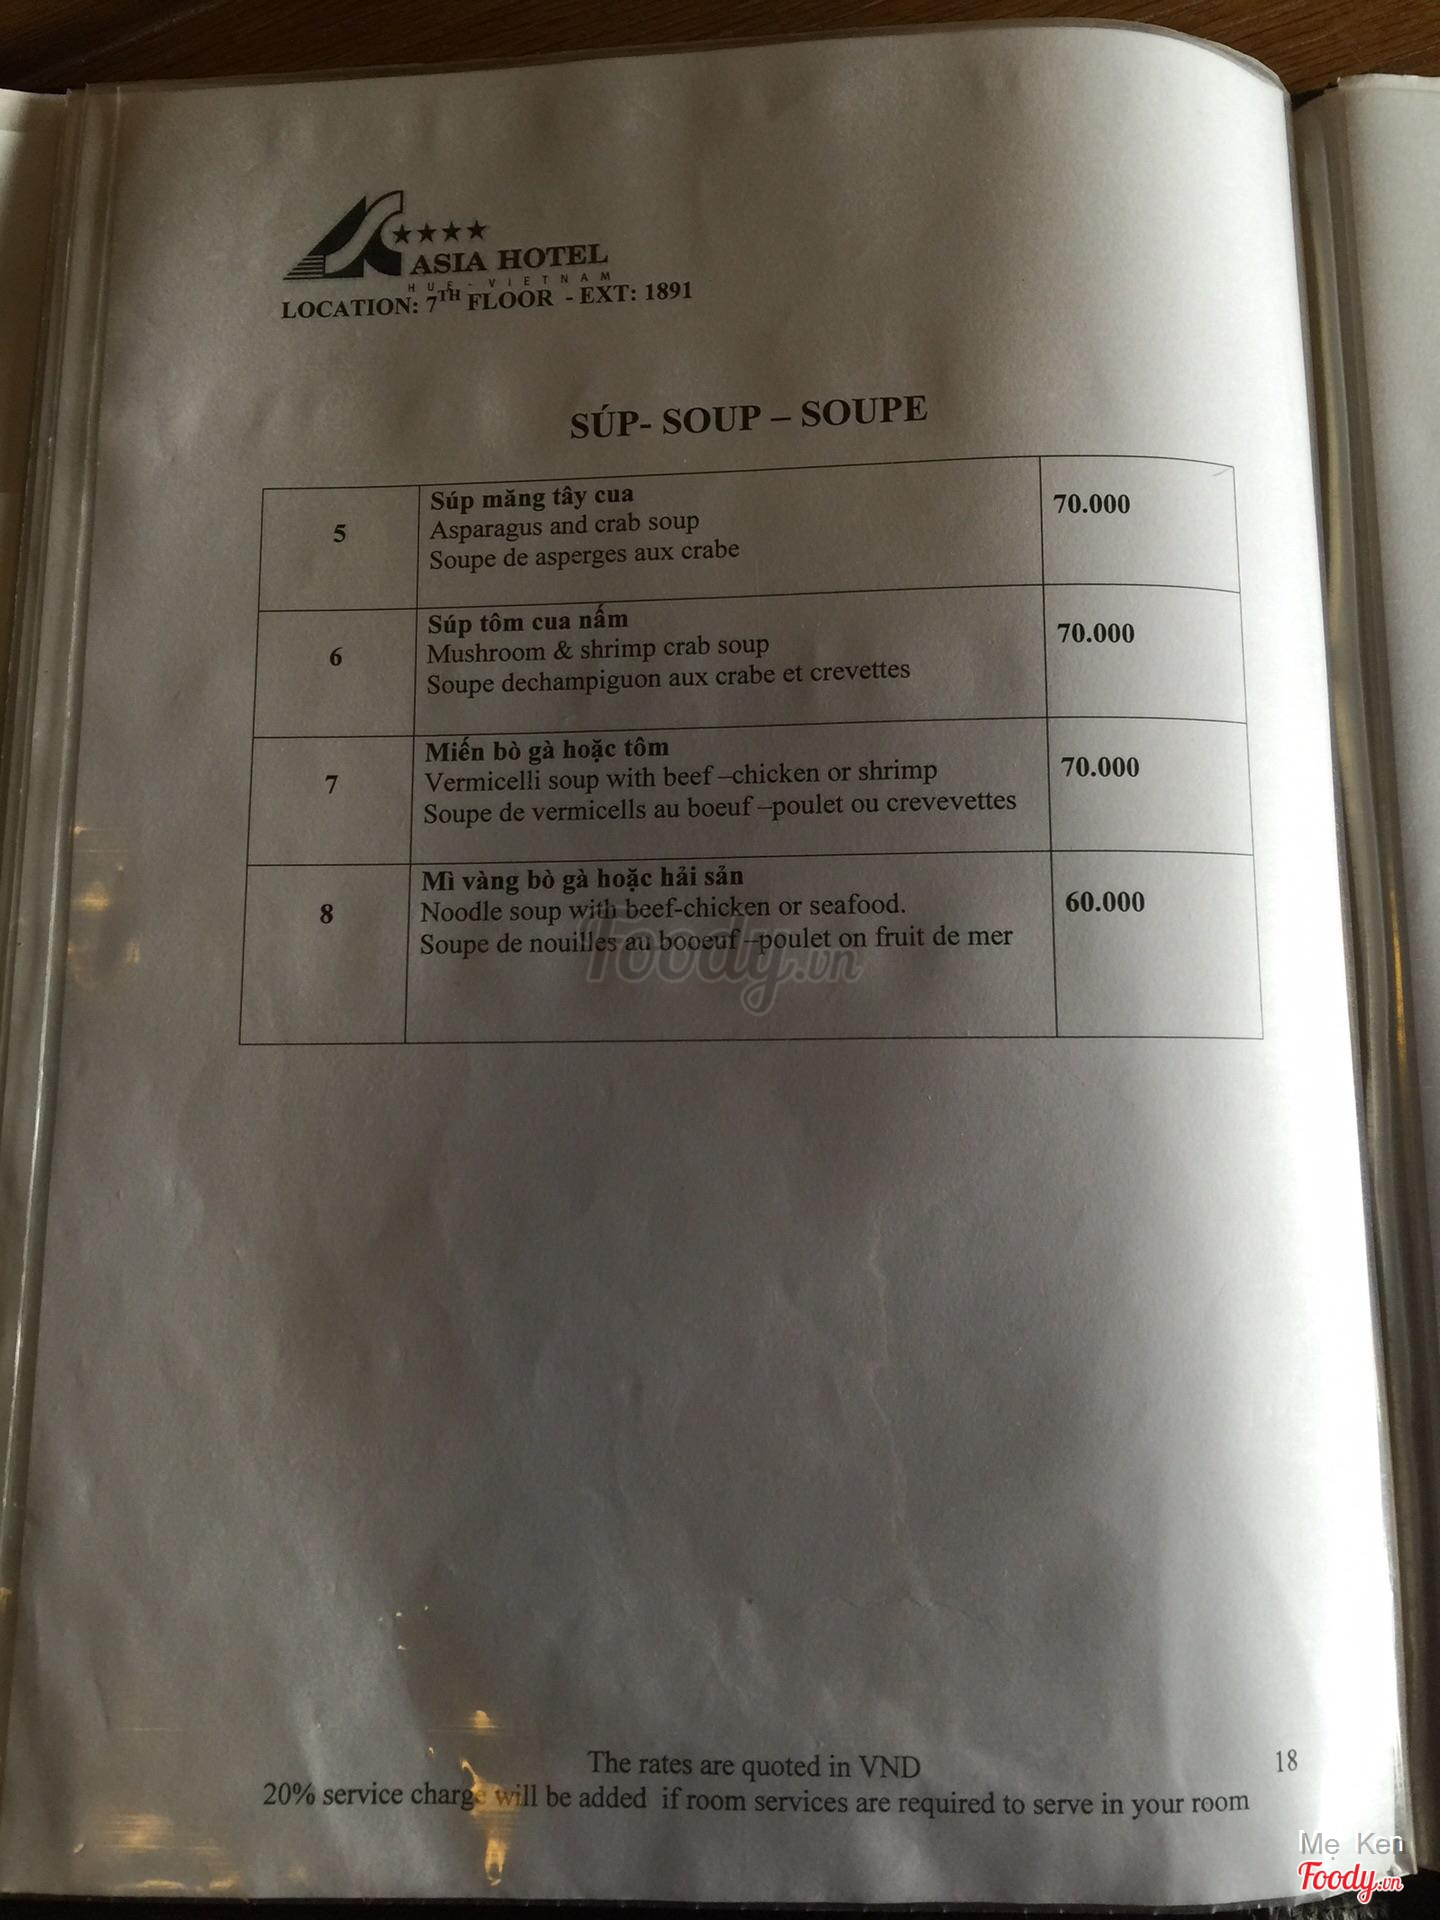 ★★★★
ASIA HOTEL
HUE - VIETNAM
LOCATION: 7TH FLOOR - EXT: 1891
SÚP- SOUP – SOUPE
5
Súp măng tây cua
Asparagus and crab soup
Soupe de asperges aux crabe
70.000
6
Súp tôm cua nấm
Mushroom & shrimp crab soup
Soupe dechampiguon aux crabe et crevettes
70.000
7
Miến bò gà hoặc tôm
Vermicelli soup with beef –chicken or shrimp
Soupe de vermicells au boeuf –poulet ou crevevettes
70.000
8
Mì vàng bò gà hoặc hải sản
Noodle soup with beef-chicken or seafood.
Soupe de nouilles au booeuf –poulet on fruit de mer
60.000
Foody.vn
The rates are quoted in VND
18
20% service charge will be added if room services are required to serve in your room
Mẹ Ken
Foody.vn